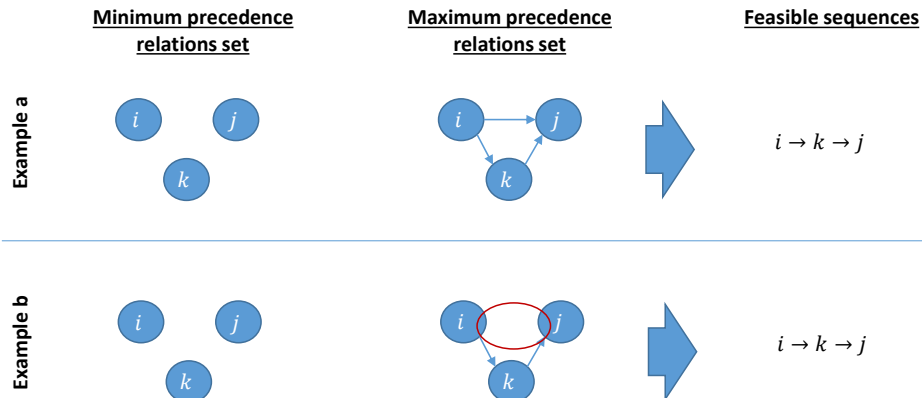 Minimum precedence relations set
Maximum precedence relations set
Feasible sequences
Example a
i
j
k
i
j
k
i → k → j
Example b
i
j
k
i
j
k
i → k → j